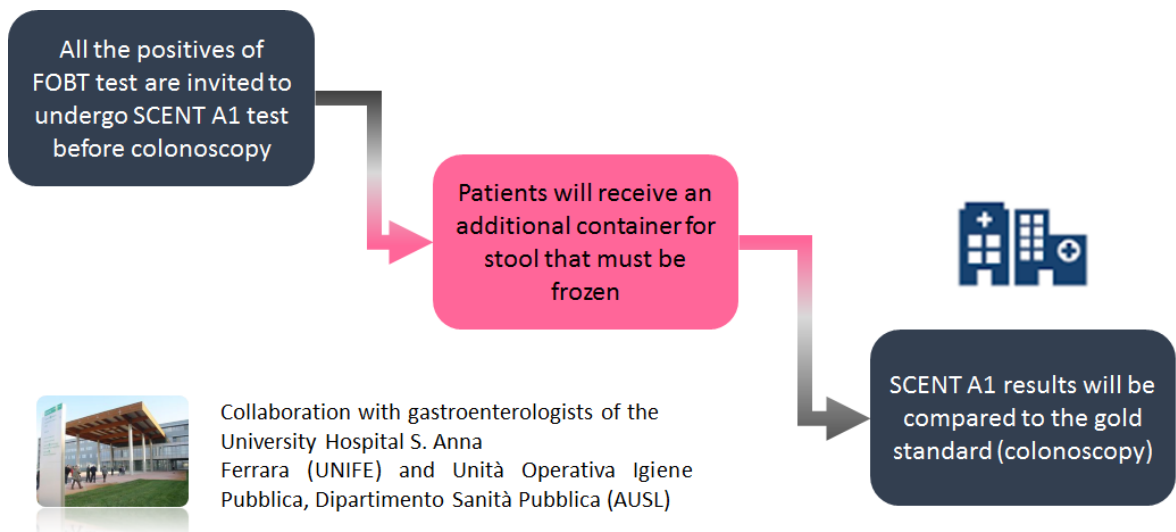 All the positives of
FOBT test are invited to
undergo SCENT A1 test
before colonoscopy
Patients will receive an
additional container for
stool that must be
frozen
SCENT A1 results will be
compared to the gold
standard (colonoscopy)
Collaboration with gastroenterologists of the
University Hospital S. Anna
Ferrara (UNIFE) and Unità Operativa Igiene
Pubblica, Dipartimento Sanità Pubblica (AUSL)